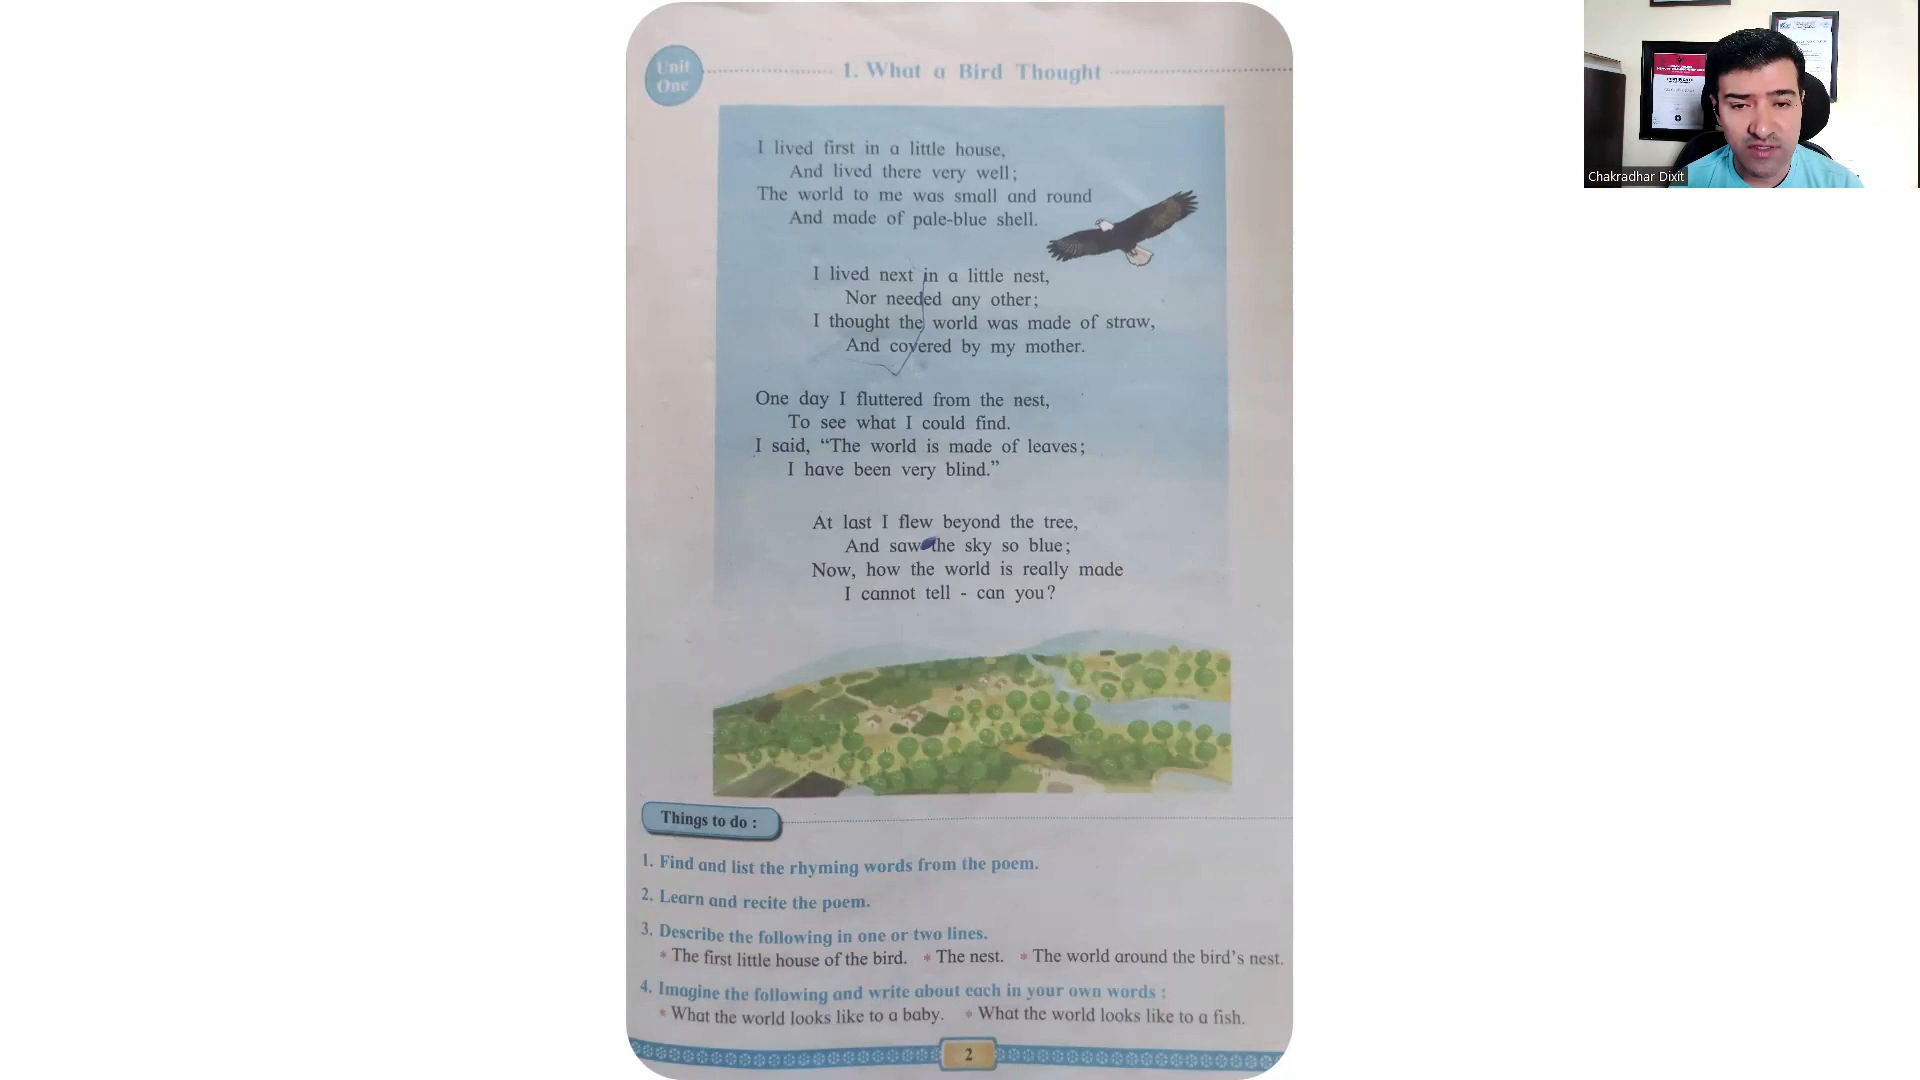 Unit
One
1. What a Bird Thought
I lived first in a little house,
And lived there very well;
The world to me was small and round
And made of pale-blue shell.
I lived next in a little nest,
Nor needed any other;
I thought the world was made of straw,
And covered by my mother.
One day I fluttered from the nest,
To see what I could find.
I said, “The world is made of leaves;
I have been very blind.”
At last I flew beyond the tree,
And saw the sky so blue;
Now, how the world is really made
I cannot tell - can you?
Things to do :
1. Find and list the rhyming words from the poem.
2. Learn and recite the poem.
3. Describe the following in one or two lines.
* The first little house of the bird. * The nest. * The world around the bird’s nest.
4. Imagine the following and write about each in your own words :
* What the world looks like to a baby. * What the world looks like to a fish.
2
Chakradhar Dixit